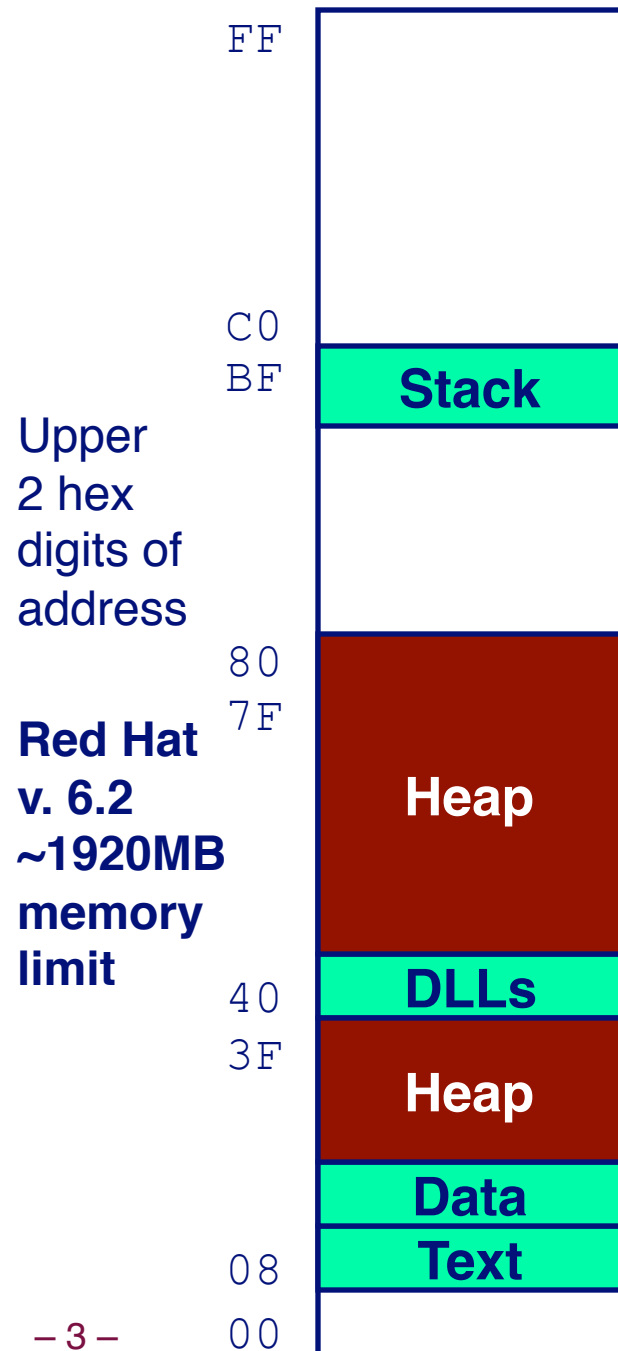 FF
C0
BF
Stack
Upper
2 hex
digits of
address
80
7F
Red Hat
v. 6.2
~1920MB
memory
limit
Heap
40
DLLs
3F
Heap
Data
08
Text
– 3 –
00